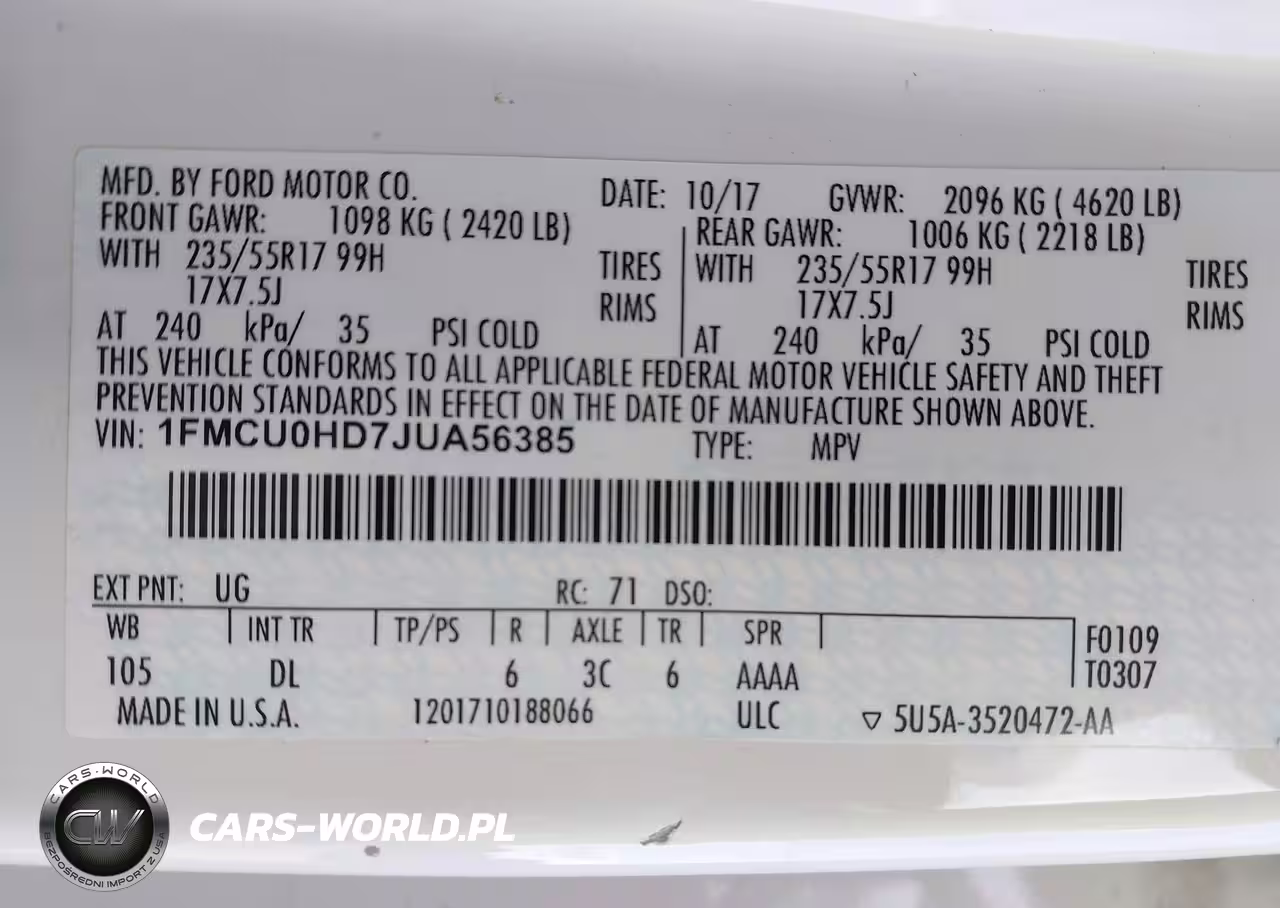 MFD. BY FORD MOTOR CO. DATE: 10/17 GVWR: 2096 KG ( 4620 LB)
FRONT GAWR: 1098 KG ( 2420 LB) REAR GAWR: 1006 KG ( 2218 LB)
WITH 235/55R17 99H TIRES WITH 235/55R17 99H TIRES
17X7.5J RIMS 17X7.5J RIMS
AT 240 kPa/ 35 PSI COLD AT 240 kPa/ 35 PSI COLD
THIS VEHICLE CONFORMS TO ALL APPLICABLE FEDERAL MOTOR VEHICLE SAFETY AND THEFT
PREVENTION STANDARDS IN EFFECT ON THE DATE OF MANUFACTURE SHOWN ABOVE.
VIN: 1FMCU0HD7JUA56385 TYPE: MPV
EXT PNT: UG RC: 71 DSO:
WB INT TR TP/PS R AXLE TR SPR F0109
105 DL 6 3C 6 AAAA T0307
MADE IN U.S.A. 1201710188066 ULC ▽ 5U5A-3520472-AA
CARS-WORLD
CW
BEZPOŚREDNI IMPORT Z USA
CARS-WORLD.PL